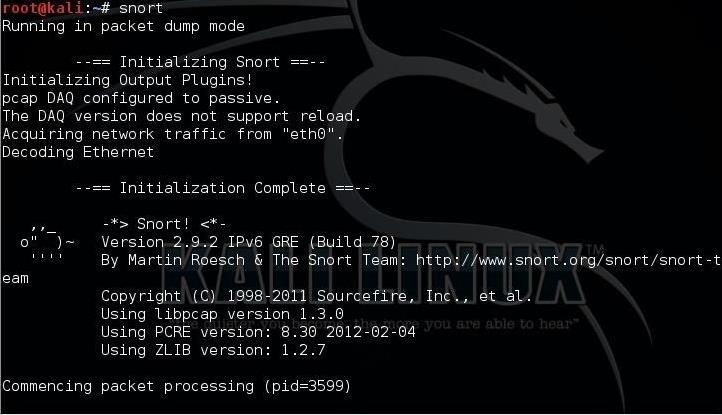 root@kali:~# snort
Running in packet dump mode

        --== Initializing Snort ==--
Initializing Output Plugins!
pcap DAQ configured to passive.
The DAQ version does not support reload.
Acquiring network traffic from "eth0".
Decoding Ethernet

        --== Initialization Complete ==--

   ,,_     -*> Snort! <*-
  o"  )~   Version 2.9.2 IPv6 GRE (Build 78)
   ''''    By Martin Roesch & The Snort Team: http://www.snort.org/snort/snort-t
eam
           Copyright (C) 1998-2011 Sourcefire, Inc., et al.
           Using libpcap version 1.3.0
           Using PCRE version: 8.30 2012-02-04
           Using ZLIB version: 1.2.7

Commencing packet processing (pid=3599)
KALI LINUX™
the more you are able to hear”